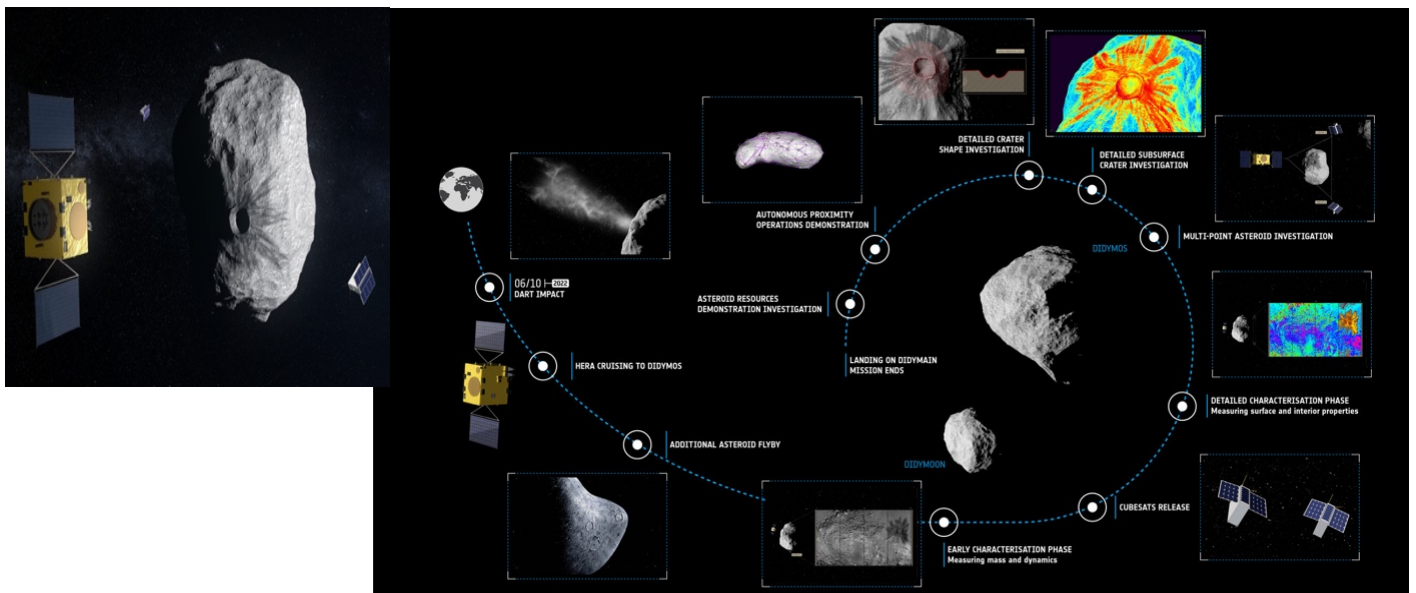 06/10 2022
DART IMPACT
HERA CRUISING TO DIDYMOS
ADDITIONAL ASTEROID FLYBY
EARLY CHARACTERISATION PHASE
Measuring mass and dynamics
CUBESATS RELEASE
DETAILED CHARACTERISATION PHASE
Measuring surface and interior properties
MULTI-POINT ASTEROID INVESTIGATION
DETAILED SUBSURFACE
CRATER INVESTIGATION
DETAILED CRATER
SHAPE INVESTIGATION
AUTONOMOUS PROXIMITY
OPERATIONS DEMONSTRATION
ASTEROID RESOURCES
DEMONSTRATION INVESTIGATION
LANDING ON DIDYMAIN
MISSION ENDS
DIDYMOS
DIDYMOON